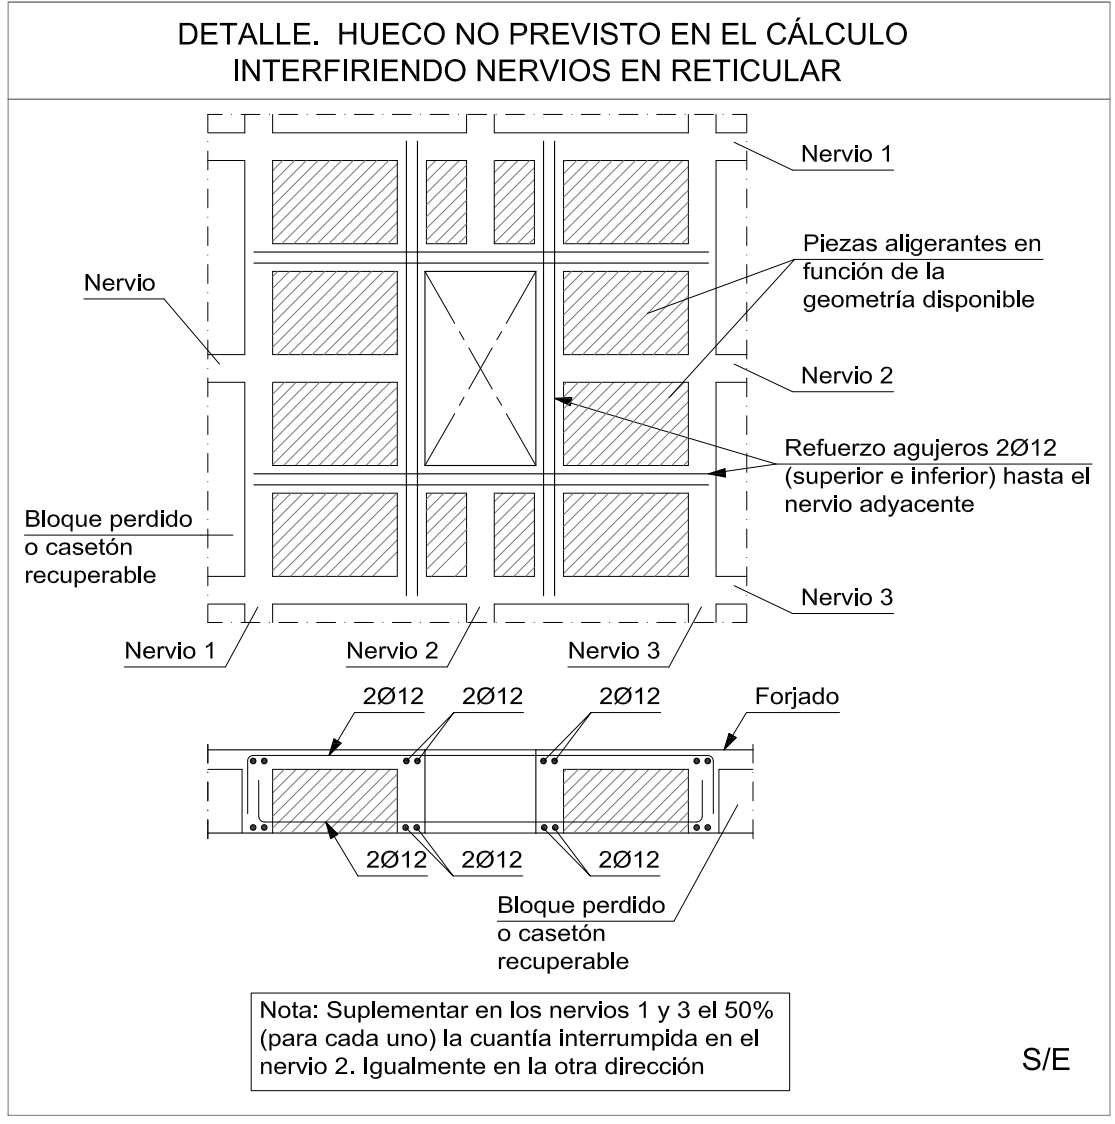 DETALLE. HUECO NO PREVISTO EN EL CÁLCULO
INTERFIRIENDO NERVIOS EN RETICULAR
Nervio 1
Piezas aligerantes en
función de la
geometría disponible
Nervio
Nervio 2
Refuerzo agujeros 2Ø12
(superior e inferior) hasta el
nervio adyacente
Bloque perdido
o casetón
recuperable
Nervio 3
Nervio 1
Nervio 2
Nervio 3
2Ø12
2Ø12
2Ø12
Forjado
2Ø12
2Ø12
2Ø12
Bloque perdido
o casetón
recuperable
Nota: Suplementar en los nervios 1 y 3 el 50%
(para cada uno) la cuantía interrumpida en el
nervio 2. Igualmente en la otra dirección
S/E